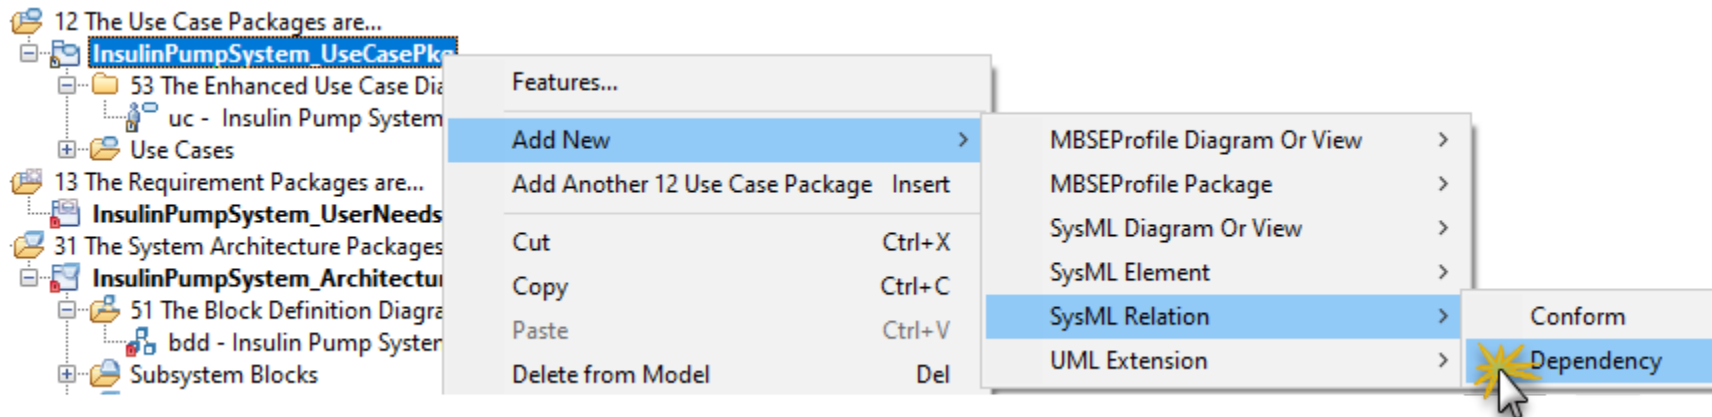 12 The Use Case Packages are...
InsulinPumpSystem_UseCasePkg
53 The Enhanced Use Case Dia
uc - Insulin Pump System
Use Cases
13 The Requirement Packages are...
InsulinPumpSystem_UserNeeds
31 The System Architecture Packages
InsulinPumpSystem_Architectu
51 The Block Definition Diagra
bdd - Insulin Pump System
Subsystem Blocks
Features...
Add New >
Add Another 12 Use Case Package Insert
Cut Ctrl+X
Copy Ctrl+C
Paste Ctrl+V
Delete from Model Del
MBSEProfile Diagram Or View >
MBSEProfile Package >
SysML Diagram Or View >
SysML Element >
SysML Relation >
UML Extension >
Conform
Dependency